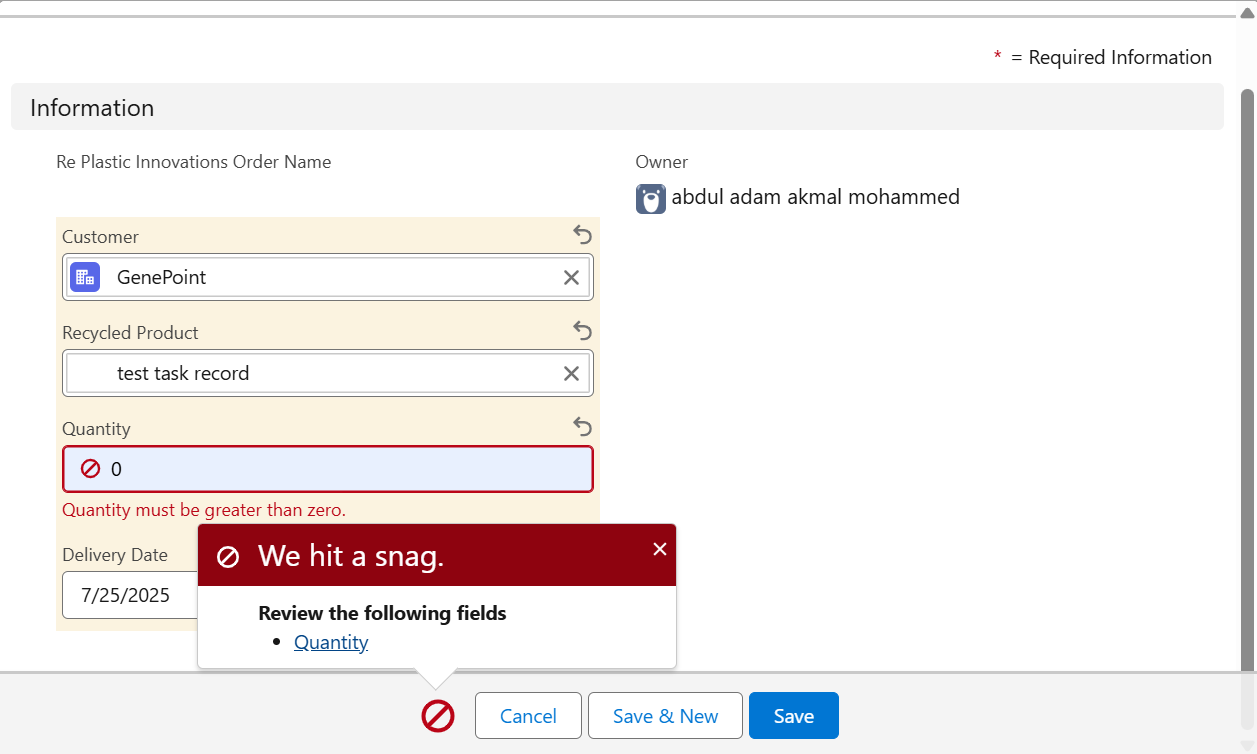 * = Required Information
Information
Re Plastic Innovations Order Name
Owner
abdul adam akmal mohammed
Customer
GenePoint
Recycled Product
test task record
Quantity
0
Quantity must be greater than zero.
Delivery Date
7/25/2025
We hit a snag.
Review the following fields
• Quantity
Cancel
Save & New
Save